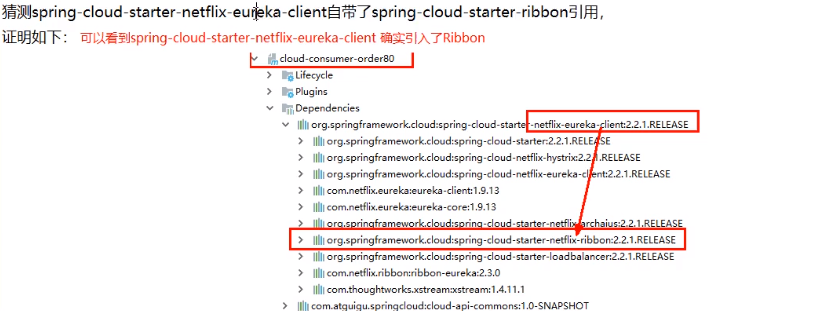 猜测spring-cloud-starter-netflix-eureka-client自带了spring-cloud-starter-ribbon引用，
证明如下： 可以看到spring-cloud-starter-netflix-eureka-client 确实引入了Ribbon
cloud-consumer-order80
Lifecycle
Plugins
Dependencies
org.springframework.cloud:spring-cloud-starter-netflix-eureka-client:2.2.1.RELEASE
org.springframework.cloud:spring-cloud-starter:2.2.1.RELEASE
org.springframework.cloud:spring-cloud-netflix-hystrix:2.2.1.RELEASE
org.springframework.cloud:spring-cloud-netflix-eureka-client:2.2.1.RELEASE
com.netflix.eureka:eureka-client:1.9.13
com.netflix.eureka:eureka-core:1.9.13
org.springframework.cloud:spring-cloud-starter-netflix-archaius:2.2.1.RELEASE
org.springframework.cloud:spring-cloud-starter-netflix-ribbon:2.2.1.RELEASE
org.springframework.cloud:spring-cloud-starter-loadbalancer:2.2.1.RELEASE
com.netflix.ribbon:ribbon-eureka:2.3.0
com.thoughtworks.xstream:xstream:1.4.11.1
com.atguigu.springcloud:cloud-api-commons:1.0-SNAPSHOT